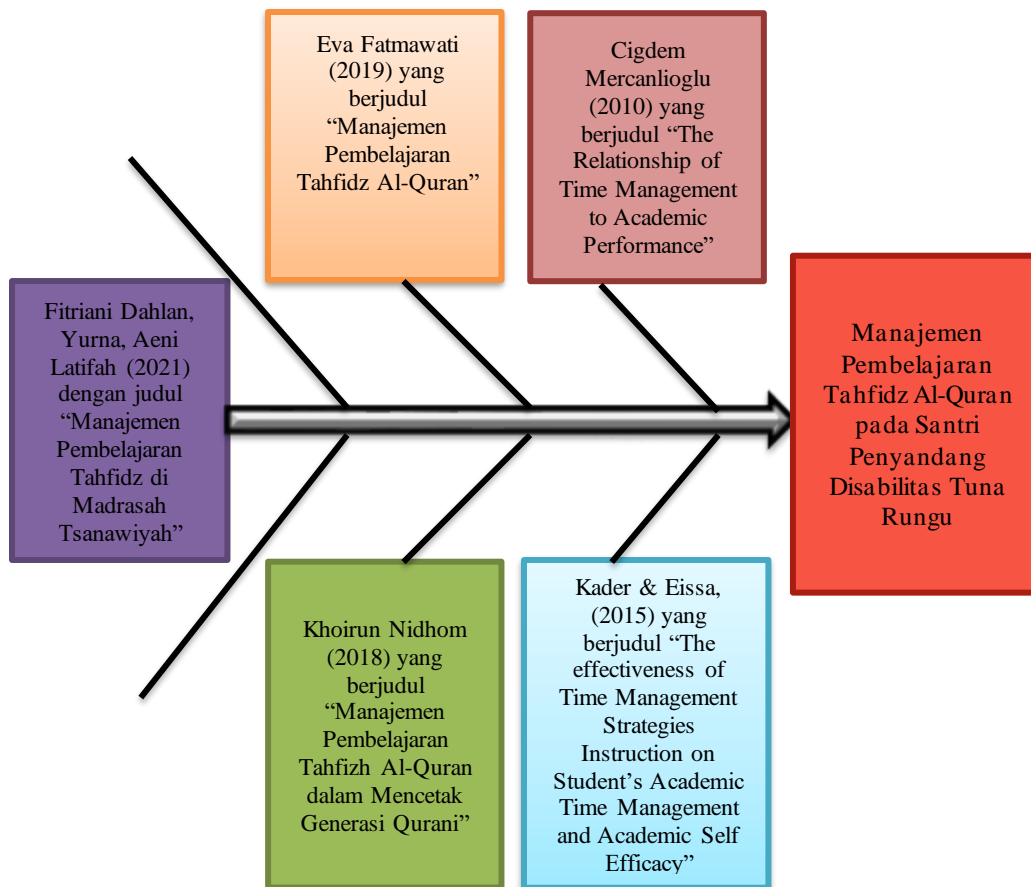 Eva Fatmawati
(2019) yang
berjudul
“Manajemen
Pembelajaran
Tahfidz Al-Quran”
Cigdem
Mercanlioglu
(2010) yang
berjudul “The
Relationship of
Time Management
to Academic
Performance”
Fitriani Dahlan,
Yurna, Aeni
Latifah (2021)
dengan judul
“Manajemen
Pembelajaran
Tahfidz di
Madrasah
Tsanawiyah”
Manajemen
Pembelajaran
Tahfidz Al-Quran
pada Santri
Penyandang
Disabilitas Tuna
Rungu
Khoirun Nidhom
(2018) yang
berjudul
“Manajemen
Pembelajaran
Tahfizh Al-Quran
dalam Mencetak
Generasi Qurani”
Kader & Eissa,
(2015) yang
berjudul “The
effectiveness of
Time Management
Strategies
Instruction on
Student’s Academic
Time Management
and Academic Self
Efficacy”